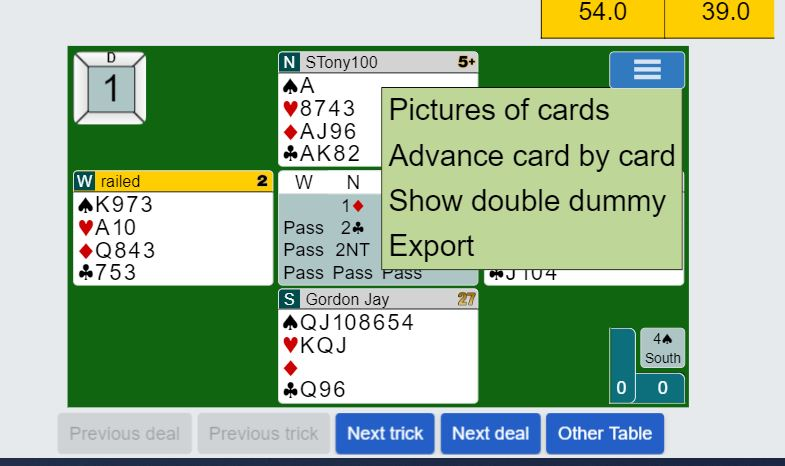 54.0 39.0
D
1
N STony100 5+
♠A
♥8743
♦AJ96
♣AK82
Pictures of cards
Advance card by card
Show double dummy
Export
W railed 2
♠K973
♥A10
♦Q843
♣753
W N
1♦
Pass 2♣
Pass 2NT
Pass Pass Pass
♣J104
S Gordon Jay 27
♠QJ108654
♥KQJ
♦
♣Q96
4♠
South
0 0
Previous deal Previous trick Next trick Next deal Other Table